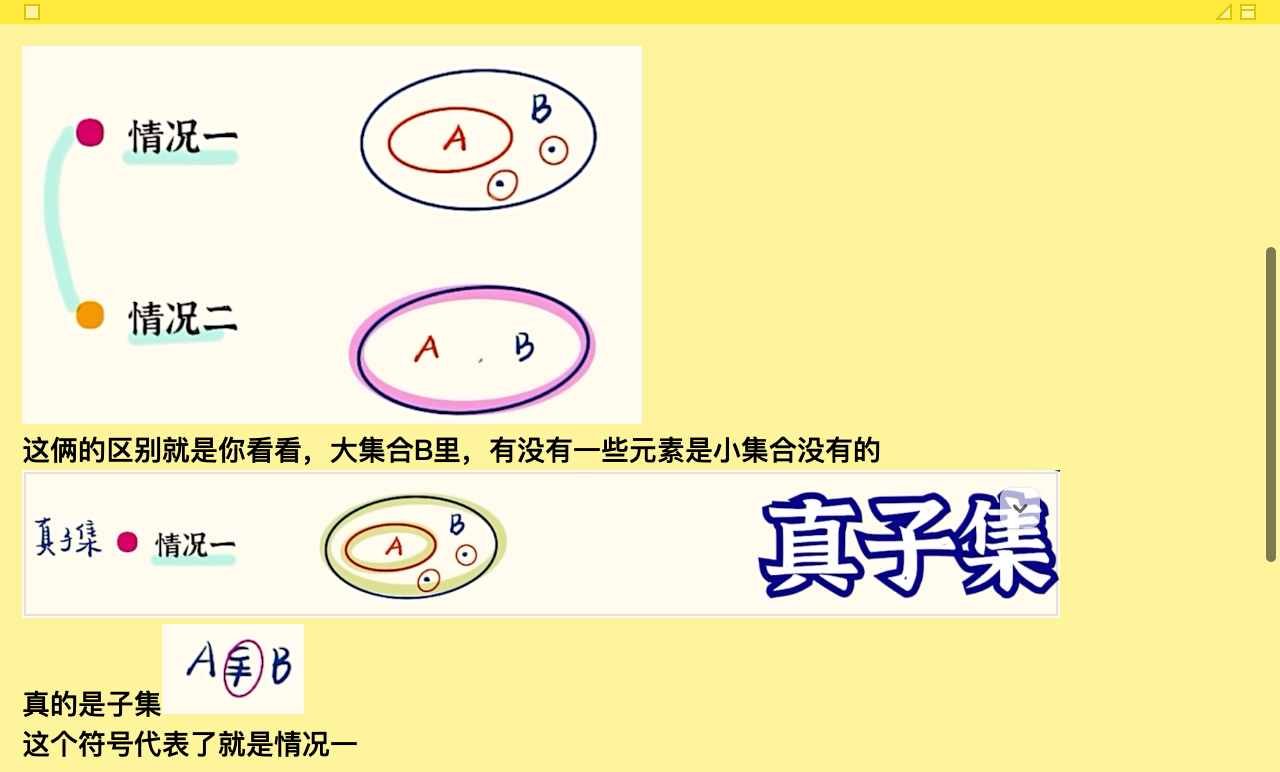 情况一
A
B
情况二
A
B
这俩的区别就是你看看，大集合B里，有没有一些元素是小集合没有的
真子集
情况一
A
B
真子集
A⫋B
真的是子集
这个符号代表了就是情况一